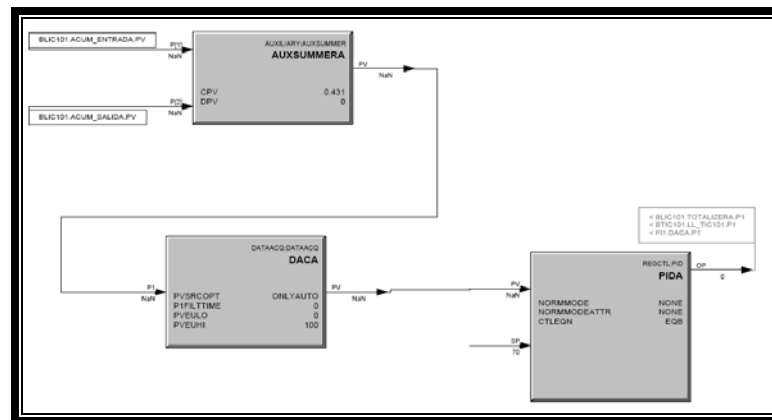 BLIC101.ACUM_ENTRADA.PV
P[1]
NaN
AUXILIARY:AUXSUMMER
AUXSUMMERA
PV
NaN
CPV 0.431
DPV 0
P[2]
NaN
BLIC101.ACUM_SALIDA.PV
< BLIC101.TOTALIZERA.P1
< BTIC101.LL_TIC101.P1
< FI1.DACA.P1
DATAACQ:DATAACQ
DACA
P1
NaN
PVSRCOPT ONLYAUTO
P1FILTTIME 0
PVEULO 0
PVEUHI 100
PV
NaN
REGCTL:PID
PIDA
OP
0
PV
NaN
NORMMODE NONE
NORMMODEATTR NONE
CTLEQN EQB
SP
70